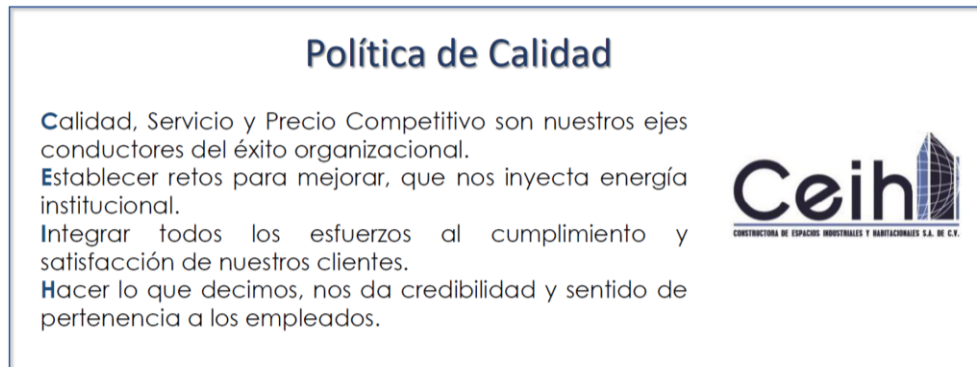 Política de Calidad
Calidad, Servicio y Precio Competitivo son nuestros ejes
conductores del éxito organizacional.
Establecer retos para mejorar, que nos inyecta energía
institucional.
Integrar todos los esfuerzos al cumplimiento y
satisfacción de nuestros clientes.
Hacer lo que decimos, nos da credibilidad y sentido de
pertenencia a los empleados.
Ceih
CONSTRUCTORA DE ESPACIOS INDUSTRIALES Y HABITACIONALES S.A. DE C.V.